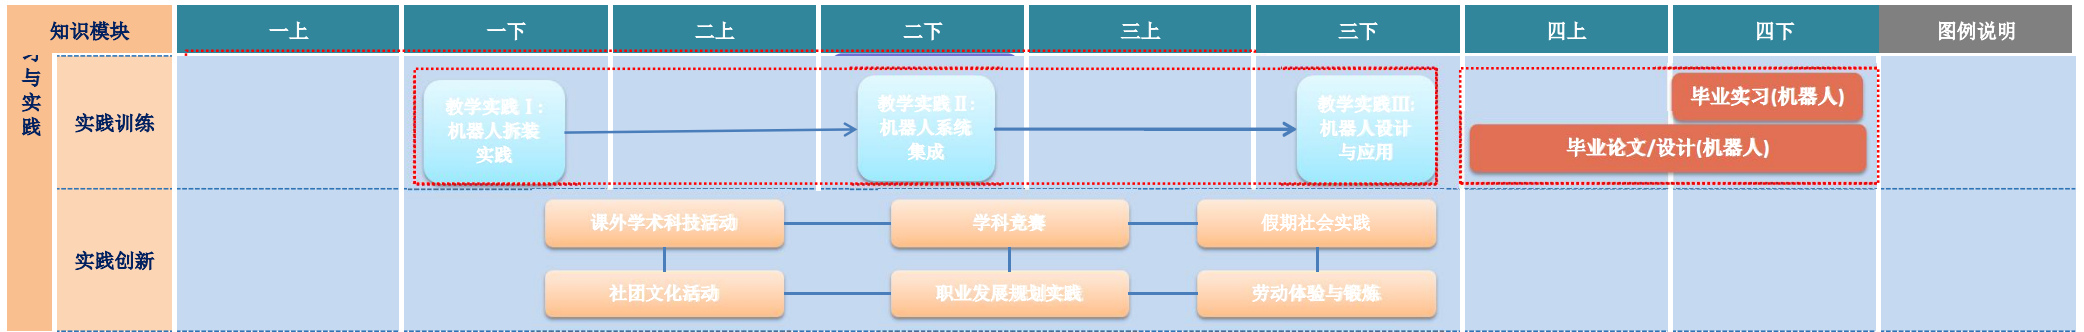 知识模块 一上 一下 二上 二下 三上 三下 四上 四下 图例说明
习
与
实
践
实践训练
教学实践Ⅰ:
机器人拆装
实践
教学实践Ⅱ:
机器人系统
集成
教学实践Ⅲ:
机器人设计
与应用
毕业实习(机器人)
毕业论文/设计(机器人)
实践创新
课外学术科技活动 学科竞赛 假期社会实践
社团文化活动 职业发展规划实践 劳动体验与锻炼